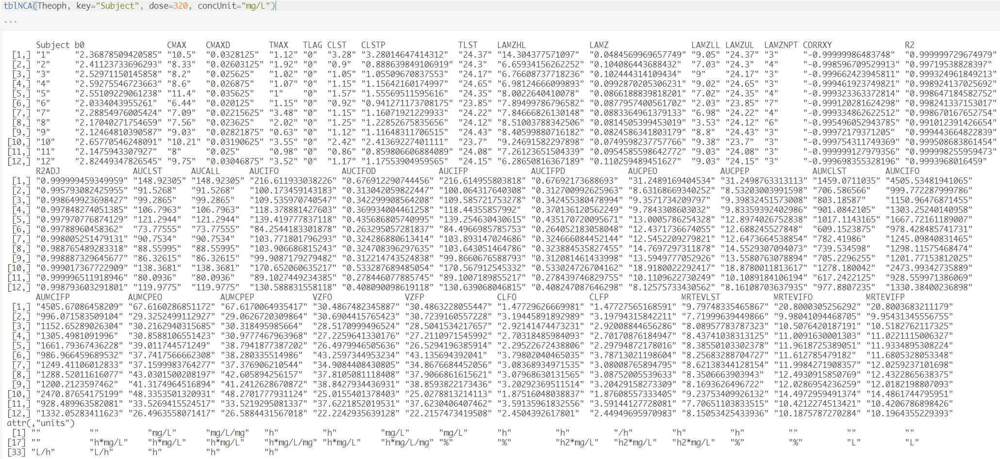 tblNCA(Theoph, key="Subject", dose=320, concUnit="mg/L")
```
Subject b0 CMAX CMAXD TMAX TLAG CLST CLSTP TLST LAMZHL LAMZ LAMZLL LAMZUL LAMZNPT CORRXY R2
[1,] "1" "2.36878509420585" "10.5" "0.0328125" "1.12" "0" "3.28" "3.28014647414312" "24.37" "14.304377571097" "0.0484569969657749" "9.05" "24.37" "3" "-0.99999986483748" "0.999999729674979"
[2,] "2" "2.41123733696293" "8.33" "0.02603125" "1.92" "0" "0.9" "0.888639849106919" "24.3" "6.65934156262252" "0.104086443688432" "7.03" "24.3" "4" "-0.998596709529913" "0.99719538828397"
[3,] "3" "2.52971150145858" "8.2" "0.025625" "1.02" "0" "1.05" "1.05509670837553" "24.17" "6.76608737718236" "0.102444314109434" "9" "24.17" "3" "-0.999662423945811" "0.999324961849213"
[4,] "4" "2.59275546723663" "8.6" "0.026875" "1.07" "0" "1.15" "1.15642160174997" "24.65" "6.98124666099893" "0.0992870205306231" "9.02" "24.65" "3" "-0.999461923749821" "0.998924137025692"
[5,] "5" "2.55109229061238" "11.4" "0.035625" "1" "0" "1.57" "1.55569511595616" "24.35" "8.0022640410078" "0.0866188839818201" "7.02" "24.35" "4" "-0.999323363372814" "0.998647184582752"
[6,] "6" "2.0334043955261" "6.44" "0.020125" "1.15" "0" "0.92" "0.941271173708175" "23.85" "7.89499786796582" "0.0877957400561702" "2.03" "23.85" "7" "-0.999120281624298" "0.998241337153017"
[7,] "7" "2.28854976005424" "7.09" "0.02215625" "3.48" "0" "1.15" "1.16071921229933" "24.22" "7.84666826130148" "0.0883364961379133" "6.98" "24.22" "4" "-0.999334862622512" "0.998670167652754"
[8,] "8" "2.17040271754659" "7.56" "0.023625" "2.02" "0" "1.25" "1.22852675835656" "24.12" "8.51003788342506" "0.0814505399453019" "3.53" "24.12" "6" "-0.995496052943785" "0.991012391426654"
[9,] "9" "2.12464810390587" "9.03" "0.02821875" "0.63" "0" "1.12" "1.11648311706515" "24.43" "8.40599880716182" "0.0824586341803179" "8.8" "24.43" "3" "-0.99972179371205" "0.999443664822839"
[10,] "10" "2.65770546248091" "10.21" "0.03190625" "3.55" "0" "2.42" "2.41369227401111" "23.7" "9.24691582297898" "0.0749598237757766" "9.38" "23.7" "3" "-0.999754311749369" "0.999508683861454"
[11,] "11" "2.1475943307927" "8" "0.025" "0.98" "0" "0.86" "0.859806606884089" "24.08" "7.26123651504339" "0.0954585598642772" "9.03" "24.08" "3" "-0.999999127979356" "0.999998255959473"
[12,] "12" "2.82449347826545" "9.75" "0.03046875" "3.52" "0" "1.17" "1.17553904959565" "24.15" "6.28650816367189" "0.110259489451627" "9.03" "24.15" "3" "-0.999698355328196" "0.9993968016459"
R2ADJ AUCLST AUCALL AUCIFO AUCIFOD AUCIFP AUCIFPD AUCPEO AUCPEP AUMCLST AUMCIFO
[1,] "0.999999459349959" "148.92305" "148.92305" "216.611933038226" "0.676912290744456" "216.614955803818" "0.67692173688693" "31.2489169404534" "31.2498763313113" "1459.0711035" "4505.53481941065"
[2,] "0.995793082425955" "91.5268" "91.5268" "100.173459143183" "0.313042059822447" "100.064317640308" "0.312700992625963" "8.63168669340252" "8.53203003991598" "706.586566" "999.772287999786"
[3,] "0.998649923698427" "99.2865" "99.2865" "109.535970740547" "0.342299908564208" "109.585721753278" "0.342455380478994" "9.3571734209797" "9.39832451573008" "803.18587" "1150.96476871455"
[4,] "0.997848274051385" "106.7963" "106.7963" "118.378881427603" "0.369934004461258" "118.44355857992" "0.370136120562249" "9.7843308603032" "9.83359392402986" "901.0842105" "1303.25240140958"
[5,] "0.997970776874129" "121.2944" "121.2944" "139.419777837118" "0.435686805740995" "139.254630430615" "0.435170720095671" "13.0005786254328" "12.8974026752838" "1017.1143165" "1667.72161189007"
[6,] "0.99788960458362" "73.77555" "73.77555" "84.2544183301878" "0.263295057281837" "84.4966985785753" "0.264052183058048" "12.4371736674055" "12.688245527848" "609.1523875" "978.428485741731"
[7,] "0.998005251479131" "90.7534" "90.7534" "103.771801796293" "0.324286880613414" "103.893147024686" "0.324666084452144" "12.5452209279821" "12.6473664538854" "782.41986" "1245.09840831465"
[8,] "0.988765489283318" "88.55995" "88.55995" "103.906686815243" "0.324708396297635" "103.643051464786" "0.323884535827455" "14.7697297311878" "14.5529307094073" "739.534598" "1298.11575468474"
[9,] "0.998887329645677" "86.32615" "86.32615" "99.9087179279482" "0.312214743524838" "99.8660676588793" "0.312081461433998" "13.5949777052926" "13.5580763078894" "705.2296255" "1201.77153812025"
[10,] "0.999017367722909" "138.3681" "138.3681" "170.652060635217" "0.533287689485054" "170.567912545332" "0.533024726704162" "18.9180022292417" "18.8780011813617" "1278.180042" "2473.99342735889"
[11,] "0.999996511918946" "80.0936" "80.0936" "89.1027449234385" "0.278446077885745" "89.1007189855217" "0.278439746829755" "10.1109622730249" "10.1089184106194" "617.2422125" "928.559971386069"
[12,] "0.998793603291801" "119.9775" "119.9775" "130.588831558118" "0.408090098619118" "130.639068046815" "0.408247087646298" "8.12575733430562" "8.16108703637935" "977.8807235" "1330.38400236898"
AUMCIFP AUMCPEO AUMCPEP VZFO VZFP CLFO CLFP MRTEVLST MRTEVIFO MRTEVIFP
[1,] "4505.67086458209" "67.6160286851172" "67.6170064935417" "30.4867482345887" "30.4863228055447" "1.47729626669981" "1.47727565168591" "9.79748335465867" "20.8000305256292" "20.8003683211179"
[2,] "996.071583509104" "29.3252499112927" "29.0626720309864" "30.6904415765423" "30.7239160557228" "3.19445891892989" "3.19794315842211" "7.71999639449866" "9.98041094468705" "9.95431345556755"
[3,] "1152.65289026304" "30.2162940315685" "30.318495985664" "28.5170999496524" "28.5041534217657" "2.92141474473231" "2.92008844656286" "8.08957783787323" "10.5076420187191" "10.5182762117325"
[4,] "1305.4981091996" "30.8588106551423" "30.9777467963968" "27.2259641330176" "27.2110971545992" "2.70318485984093" "2.70170876184947" "8.43741038313125" "11.0091630001303" "11.0221115006327"
[5,] "1661.79367436228" "39.011744571249" "38.7941877387202" "26.4979946505636" "26.5294196385914" "2.29522672438806" "2.29794872178016" "8.38550103302378" "11.9618725389051" "11.9334895308224"
[6,] "986.966459689532" "37.7417566662308" "38.280335514986" "43.2597344953234" "43.135694392041" "3.79802040465035" "3.78713021198604" "8.25683288704727" "11.612785479182" "11.6805328053348"
[7,] "1249.41106012833" "37.1599983764277" "37.376906210544" "34.9084408430805" "34.8676684452056" "3.08368934971535" "3.08008765894795" "8.62138344128154" "11.9984271908357" "12.0259237101698"
[8,] "1288.52011616077" "43.0301500208197" "42.605894256157" "37.8105081118408" "37.9066861615621" "3.07968630131565" "3.08752005539633" "8.3506663903943" "12.4930915850769" "12.4322865638375"
[9,] "1200.2123597462" "41.3174964516894" "41.2412628670872" "38.8427934436931" "38.8593822173436" "3.20292369511514" "3.20429158273309" "8.1693626496722" "12.0286954236259" "12.0182198807093"
[10,] "2470.87654175199" "48.3353501320931" "48.2701777931124" "25.0155401378403" "25.0278813214113" "1.87516048038837" "1.87608557333405" "9.23753409926132" "14.4972959491374" "14.4861744795951"
[11,] "928.489963582081" "33.5269415524517" "33.5219295081337" "37.6221852019531" "37.6230406407462" "3.59135961832556" "3.59144127728081" "7.70651103833515" "10.4212274513421" "10.4206786898426"
[12,] "1332.05283411623" "26.4963558071417" "26.5884431567018" "22.2242935639128" "22.2157473419508" "2.4504392617801" "2.44949695970983" "8.15053425433936" "10.1875787270284" "10.1964355229393"
attr(,"units")
[1] "" "" "mg/L" "mg/L/mg" "h" "h" "mg/L" "mg/L" "h" "h" "/h" "h" "h" "" "" ""
[17] "" "h*mg/L" "h*mg/L" "h*mg/L" "h*mg/L/mg" "h*mg/L" "h*mg/L/mg" "%" "%" "h2*mg/L" "h2*mg/L" "h2*mg/L" "%" "%" "L" "L"
[33] "L/h" "L/h" "h" "h" "h"